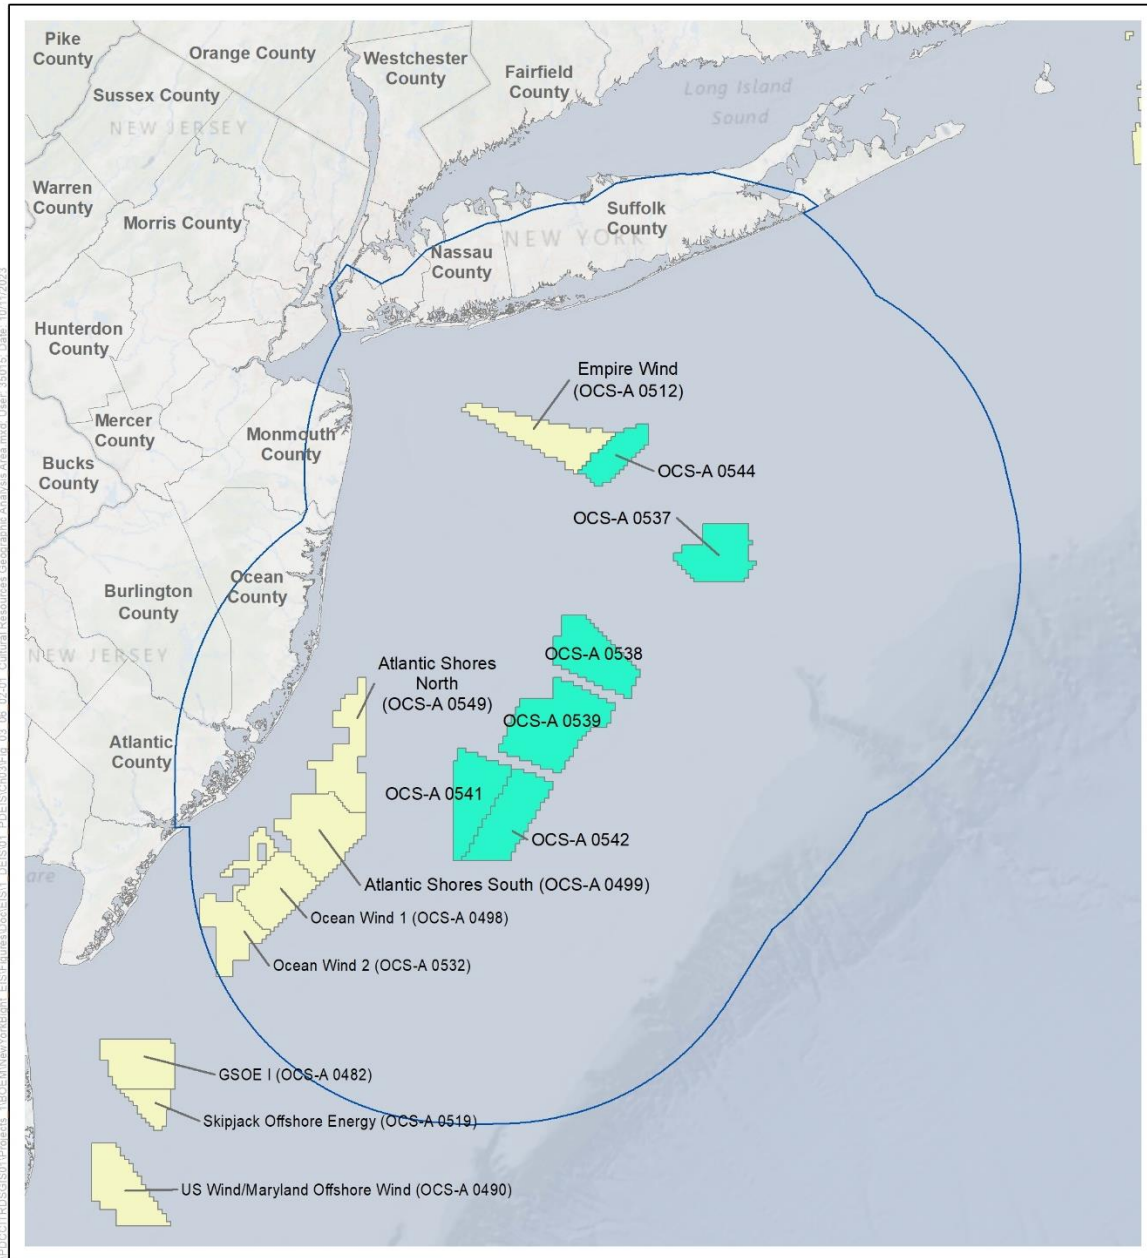 Pike
County
Orange County
Westchester
County
Fairfield
County
Sussex County
NEW JERSEY
Long Island
Sound
Warren
County
Morris County
Suffolk
County
NEW YORK
Nassau
County
Hunterdon
County
Empire Wind
(OCS-A 0512)
Mercer
County
Monmouth
County
Bucks
County
OCS-A 0544
OCS-A 0537
Ocean
County
Burlington
County
NEW JERSEY
OCS-A 0538
Atlantic Shores
North
(OCS-A 0549)
OCS-A 0539
Atlantic
County
OCS-A 0541
OCS-A 0542
are
Atlantic Shores South (OCS-A 0499)
Ocean Wind 1 (OCS-A 0498)
Ocean Wind 2 (OCS-A 0532)
GSOE I (OCS-A 0482)
Skipjack Offshore Energy (OCS-A 0519)
US Wind/Maryland Offshore Wind (OCS-A 0490)